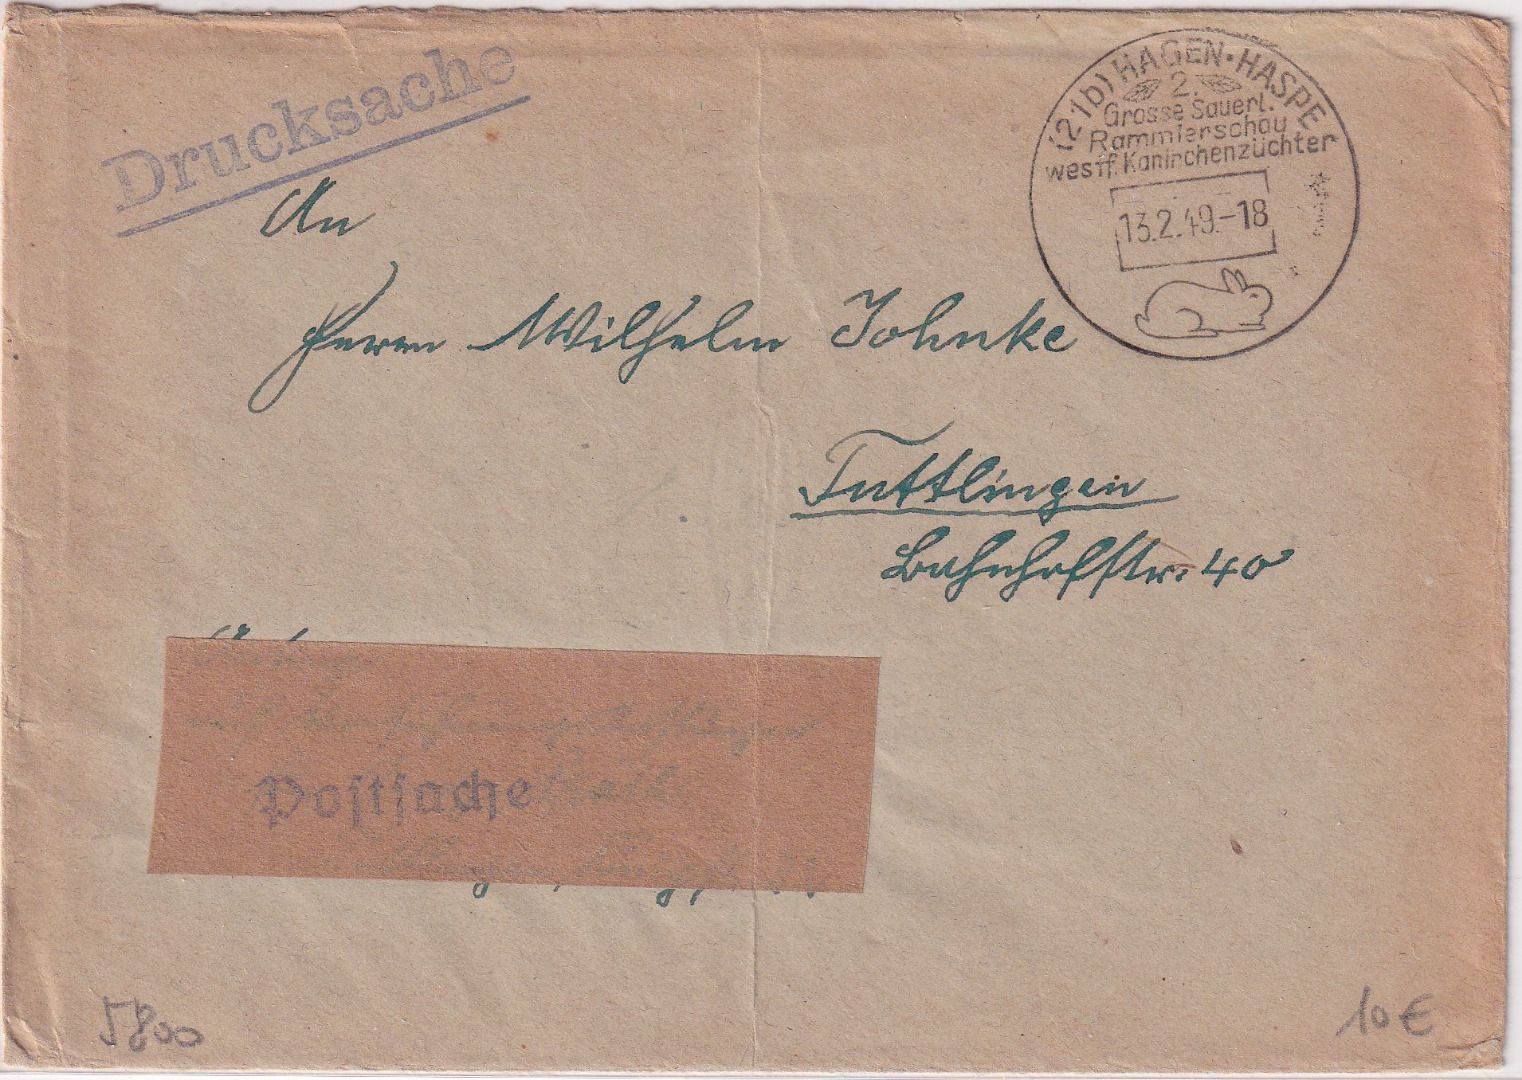 Drucksache
(21b) HAGEN-HASPE
2.
Grosse Sauerl.
Rammlerschau
westf. Kaninchenzüchter
13.2.49.-18
An
Herrn Wilhelm Johnke
Tuttlingen
Bahnhofstr. 40
Postsache
5800
10€